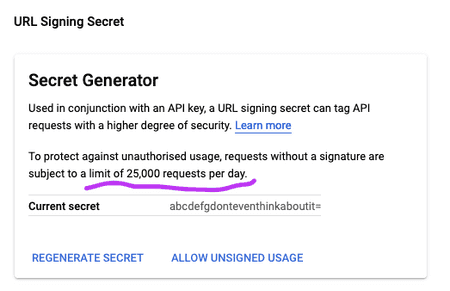 URL Signing Secret
Secret Generator
Used in conjunction with an API key, a URL signing secret can tag API
requests with a higher degree of security. Learn more
To protect against unauthorised usage, requests without a signature are
subject to a limit of 25,000 requests per day.
Current secret abcdefgdonteventhinkaboutit=
REGENERATE SECRET ALLOW UNSIGNED USAGE